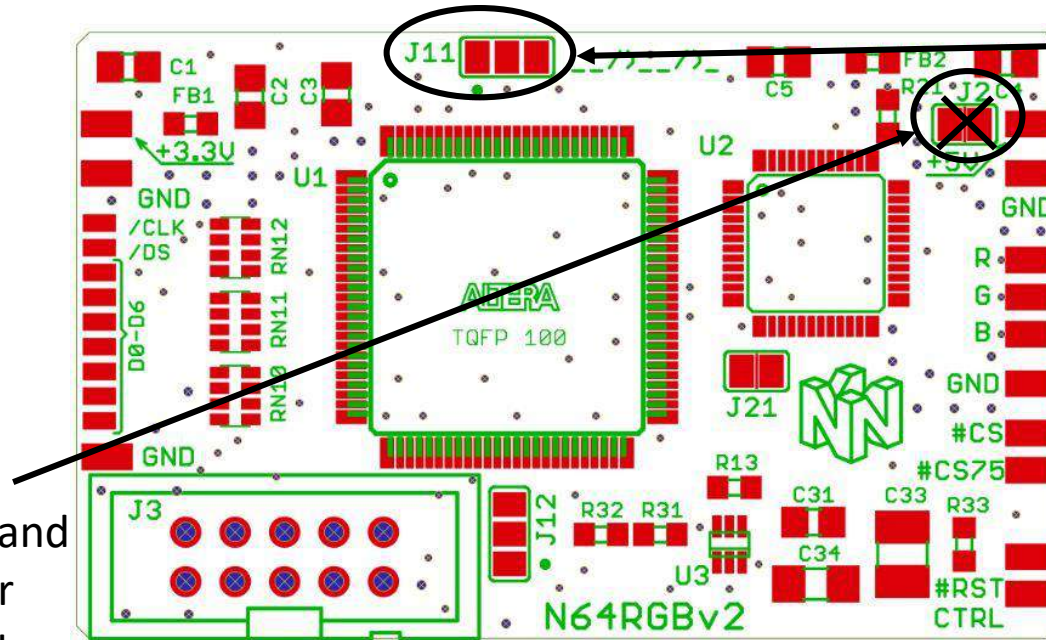 J11
C1
FB1
C2
C3
C5
FB2
R21
J2
C4
+3.3V
+5V
U1
U2
GND
GND
/CLK
/DS
RN12
RN11
RN10
D0-D6
ALTERA
TQFP 100
R
G
B
GND
#CS
#CS75
J21
GND
J3
J12
R32
R31
R13
U3
C31
C33
C34
R33
#RST
CTRL
N64RGBv2
and